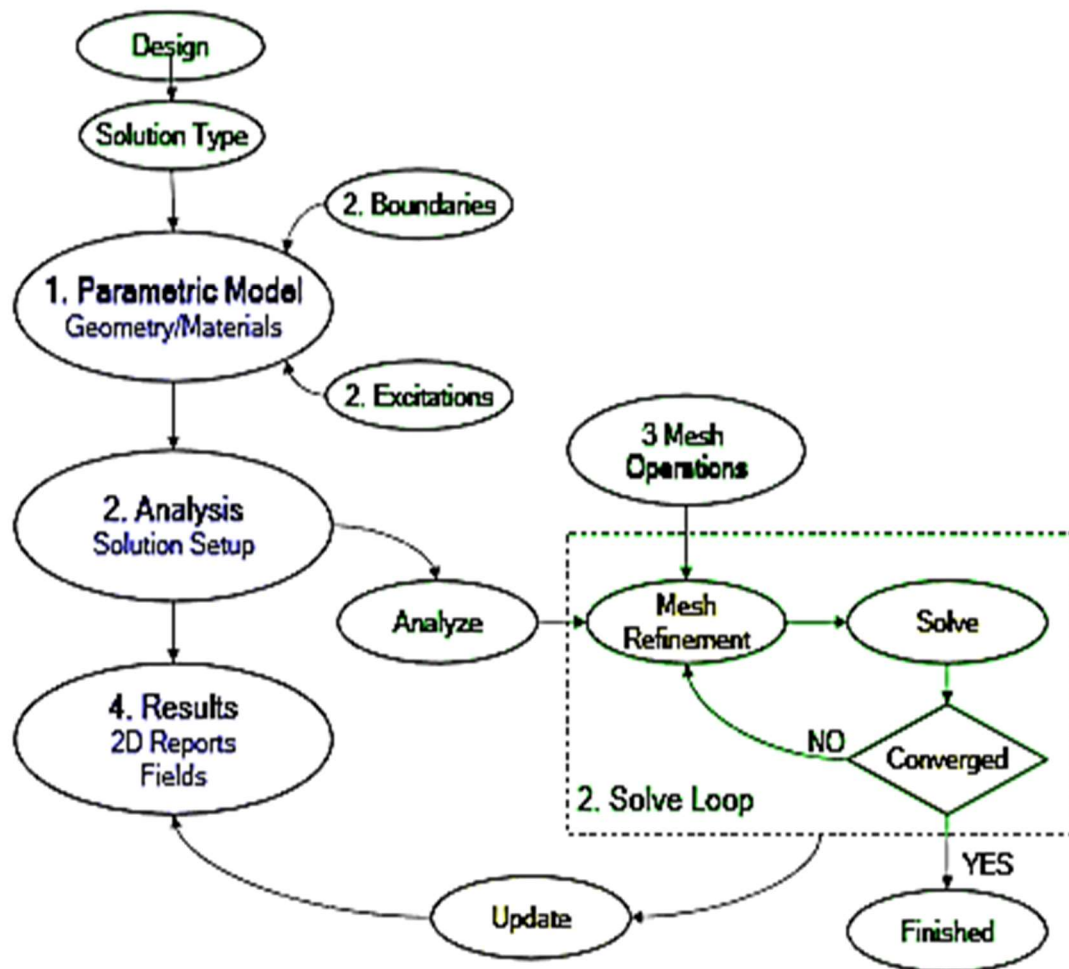 Design
Solution Type
2. Boundaries
1. Parametric Model
Geometry/Materials
2. Excitations
3 Mesh
Operations
2. Analysis
Solution Setup
Analyze
Mesh
Refinement
Solve
4. Results
2D Reports
Fields
NO
Converged
2. Solve Loop
YES
Update
Finished